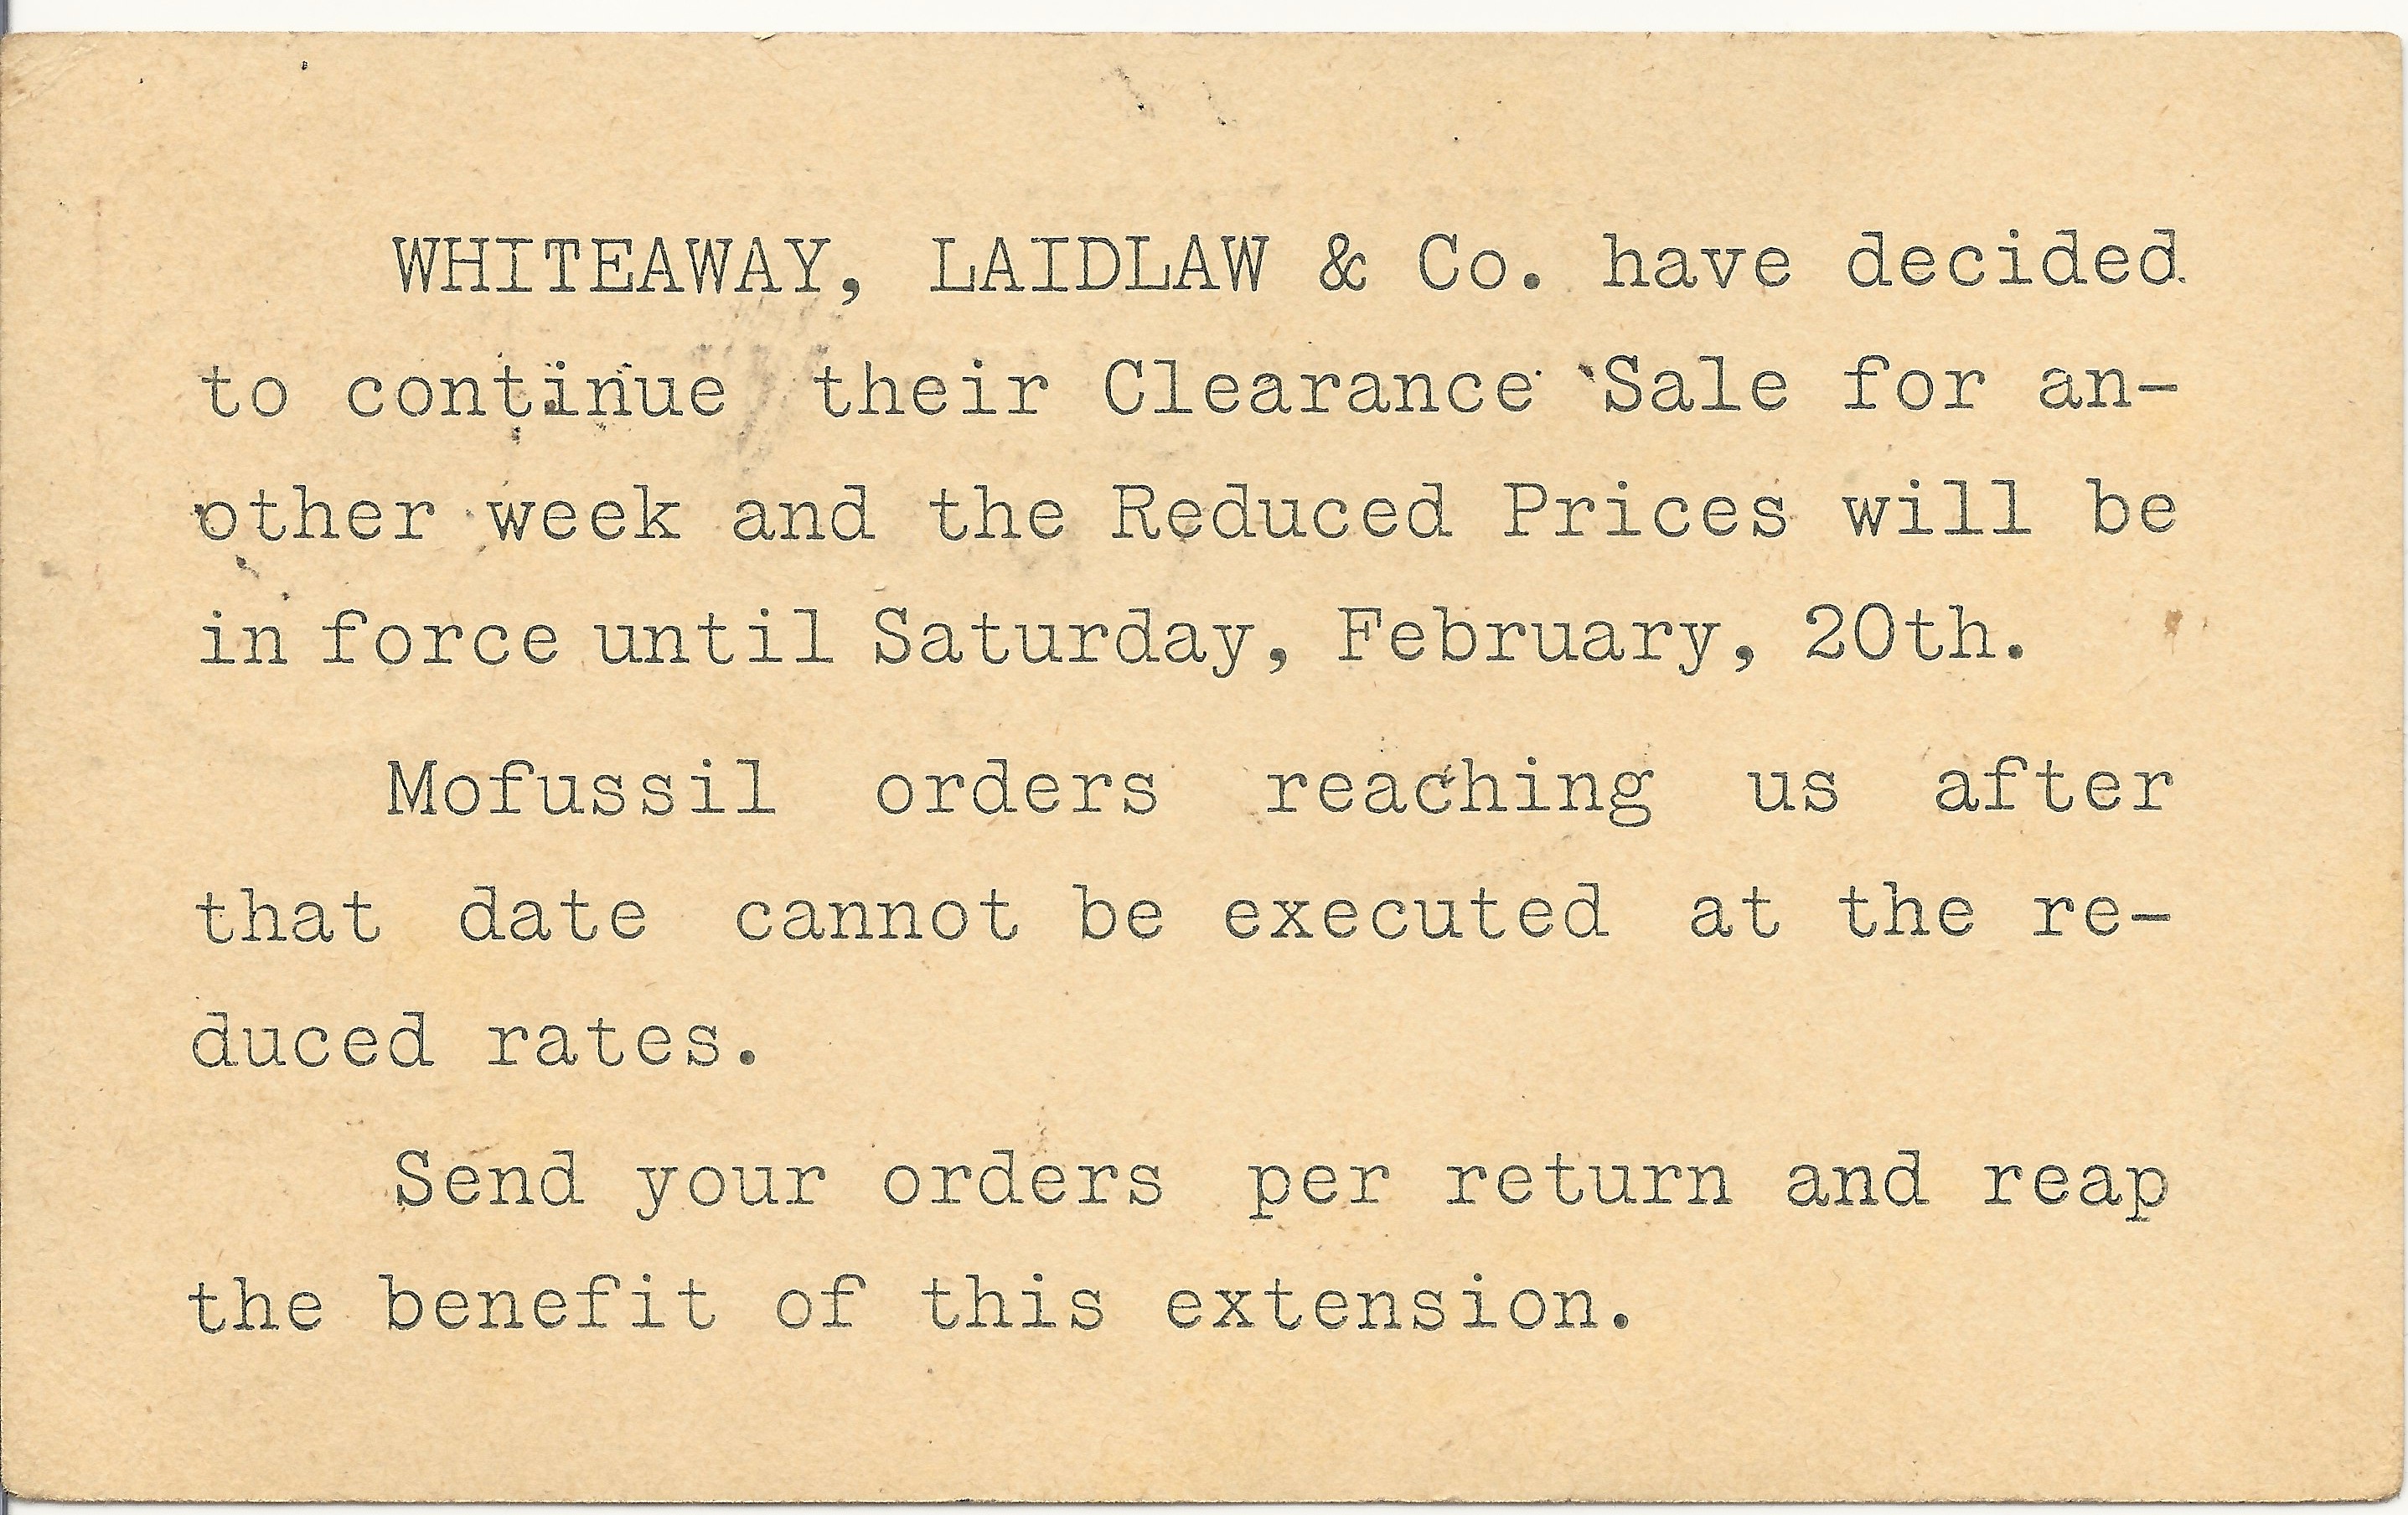 WHITEAWAY, LAIDLAW & Co. have decided
to continue their Clearance Sale for an-
other week and the Reduced Prices will be
in force until Saturday, February, 20th.
Mofussil orders reaching us after
that date cannot be executed at the re-
duced rates.
Send your orders per return and reap
the benefit of this extension.